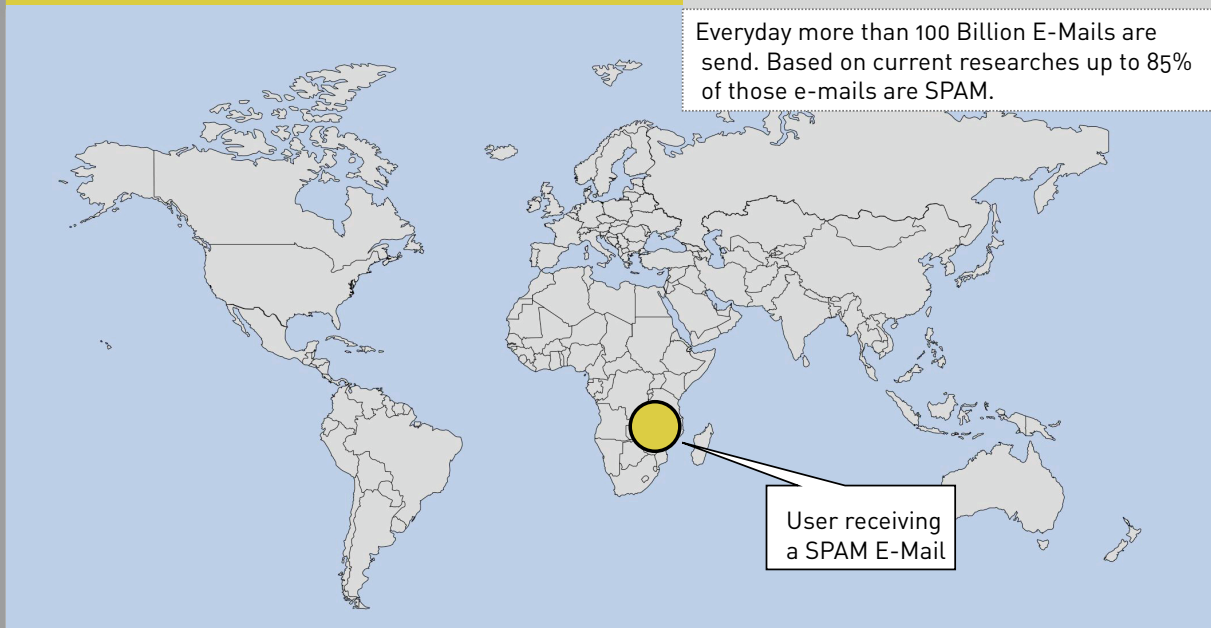 Everyday more than 100 Billion E-Mails are
send. Based on current researches up to 85%
of those e-mails are SPAM.
User receiving
a SPAM E-Mail